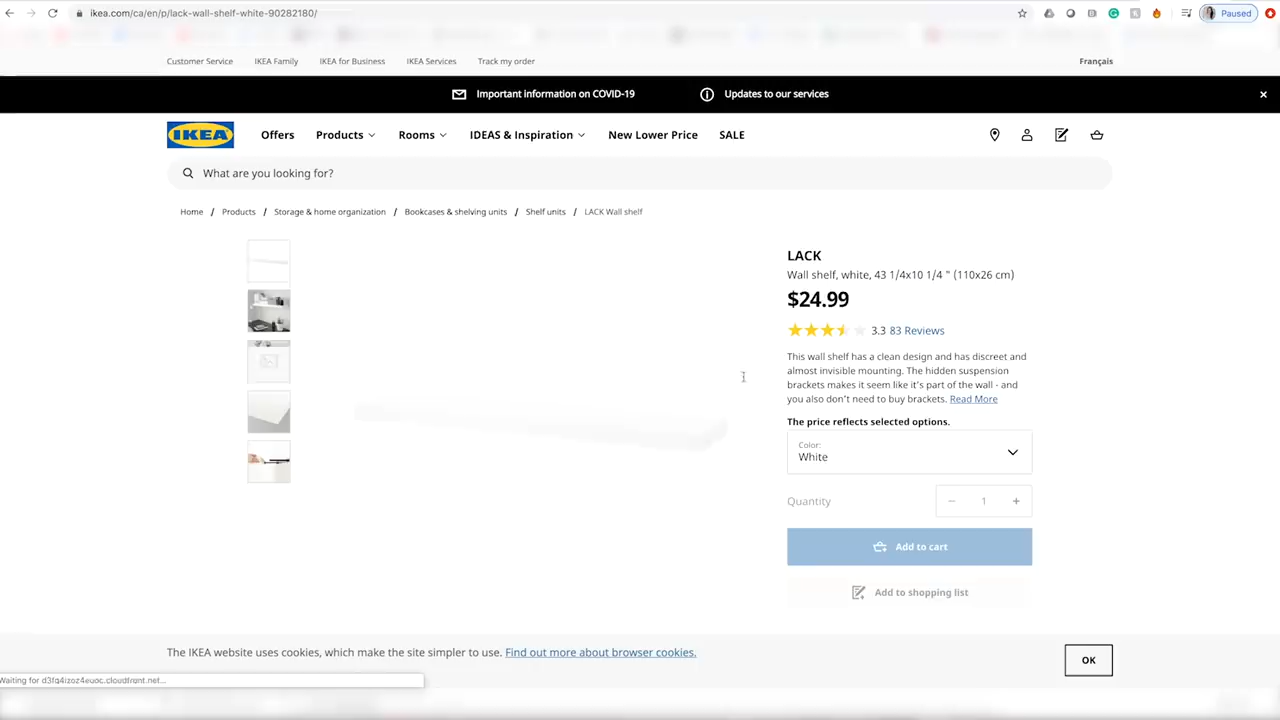 ikea.com/ca/en/p/lack-wall-shelf-white-90282180/
Paused
Customer Service
IKEA Family
IKEA for Business
IKEA Services
Track my order
Français
Important information on COVID-19
Updates to our services
IKEA
Offers
Products
Rooms
IDEAS & Inspiration
New Lower Price
SALE
What are you looking for?
Home / Products / Storage & home organization / Bookcases & shelving units / Shelf units / LACK Wall shelf
LACK
Wall shelf, white, 43 1/4x10 1/4 " (110x26 cm)
$24.99
3.3 83 Reviews
This wall shelf has a clean design and has discreet and
almost invisible mounting. The hidden suspension
brackets makes it seem like it's part of the wall - and
you also don't need to buy brackets. Read More
The price reflects selected options.
Color:
White
Quantity
− 1 +
Add to cart
Add to shopping list
The IKEA website uses cookies, which make the site simpler to use. Find out more about browser cookies.
OK
Waiting for d3fq4izoz4euoc.cloudfront.net...